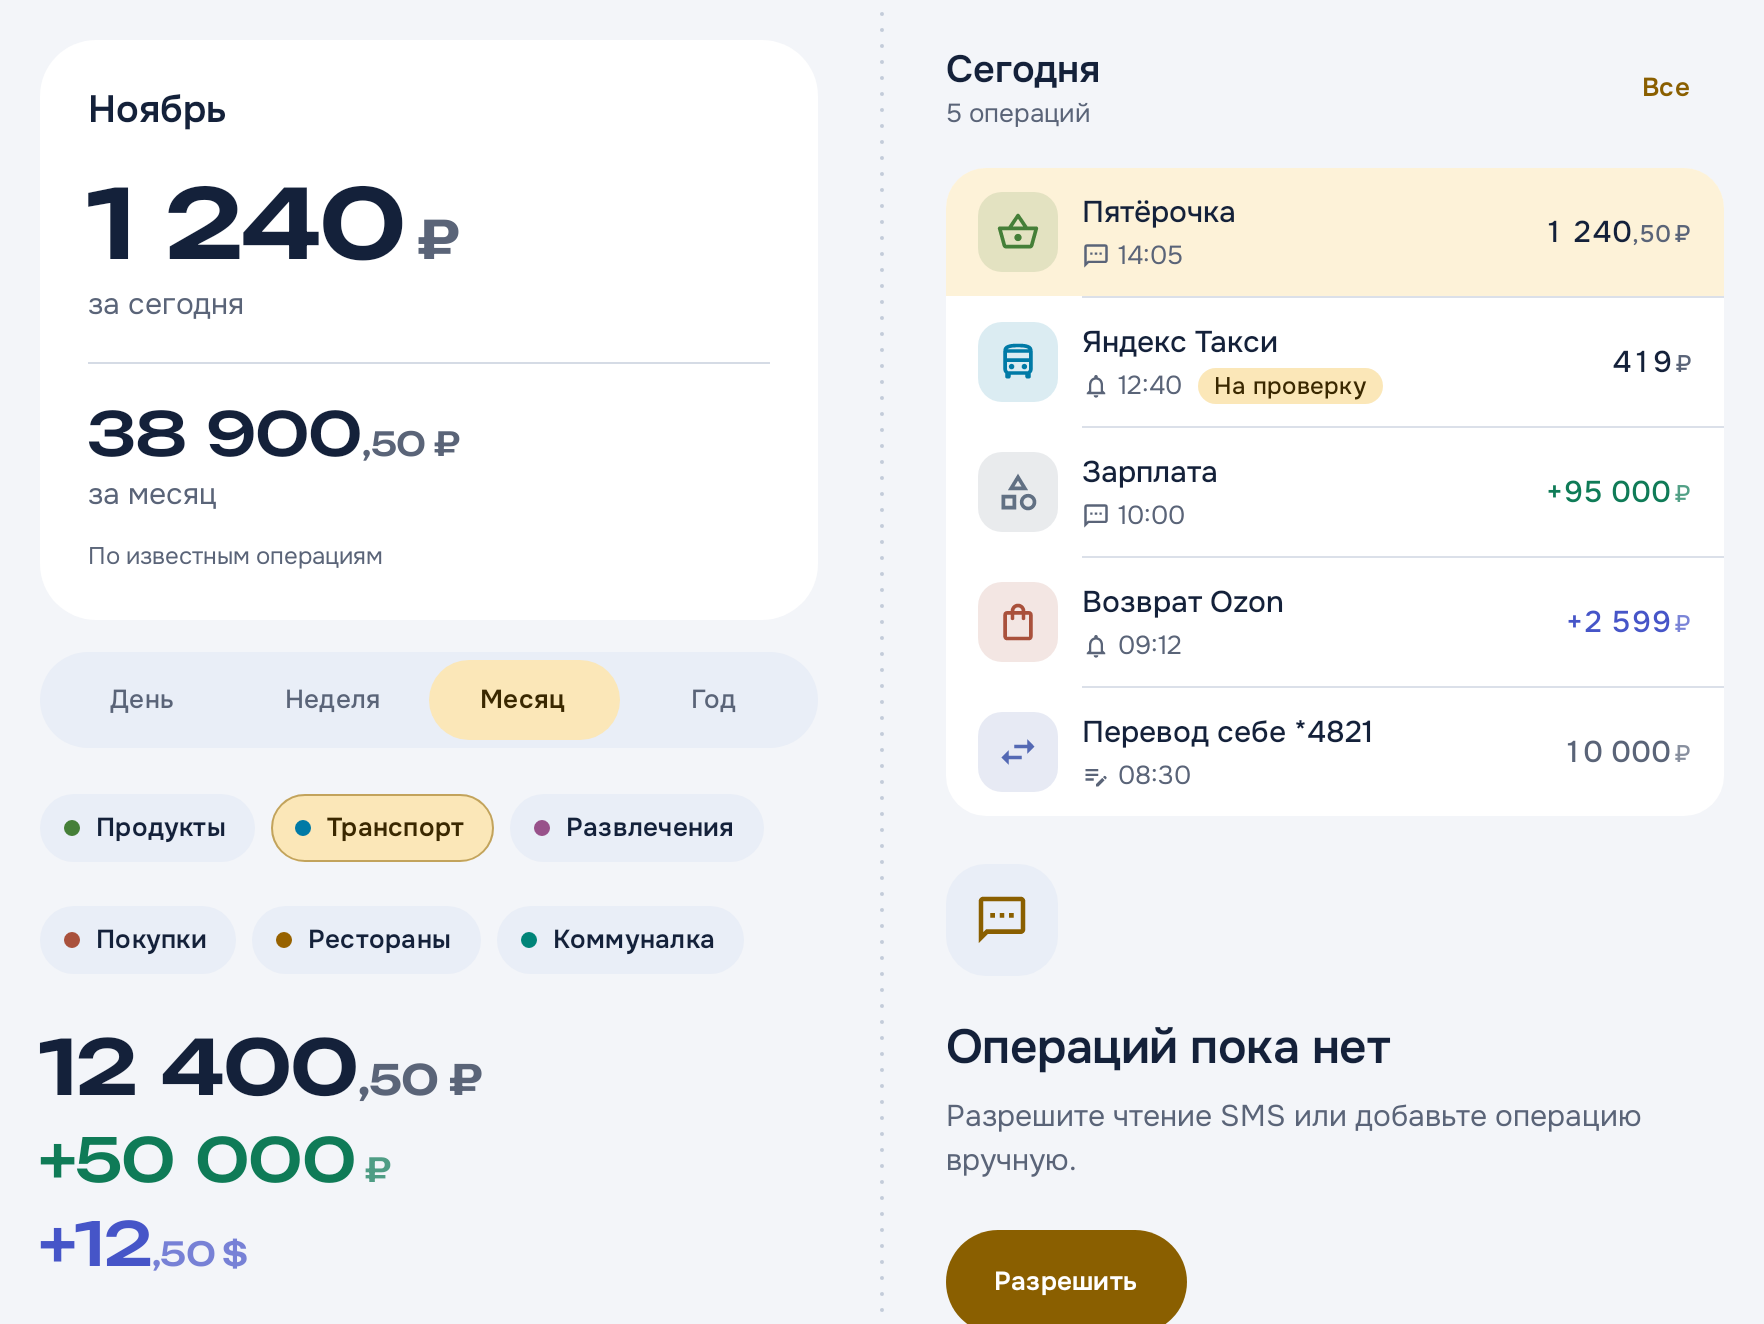 Ноябрь
1 240 ₽
за сегодня
38 900,50 ₽
за месяц
По известным операциям
День Неделя Месяц Год
Продукты Транспорт Развлечения
Покупки Рестораны Коммуналка
12 400,50 ₽
+50 000 ₽
+12,50 $
Сегодня
5 операций
Все
Пятёрочка
14:05
1 240,50 ₽
Яндекс Такси
12:40 На проверку
419 ₽
Зарплата
10:00
+95 000 ₽
Возврат Ozon
09:12
+2 599 ₽
Перевод себе *4821
08:30
10 000 ₽
Операций пока нет
Разрешите чтение SMS или добавьте операцию
вручную.
Разрешить